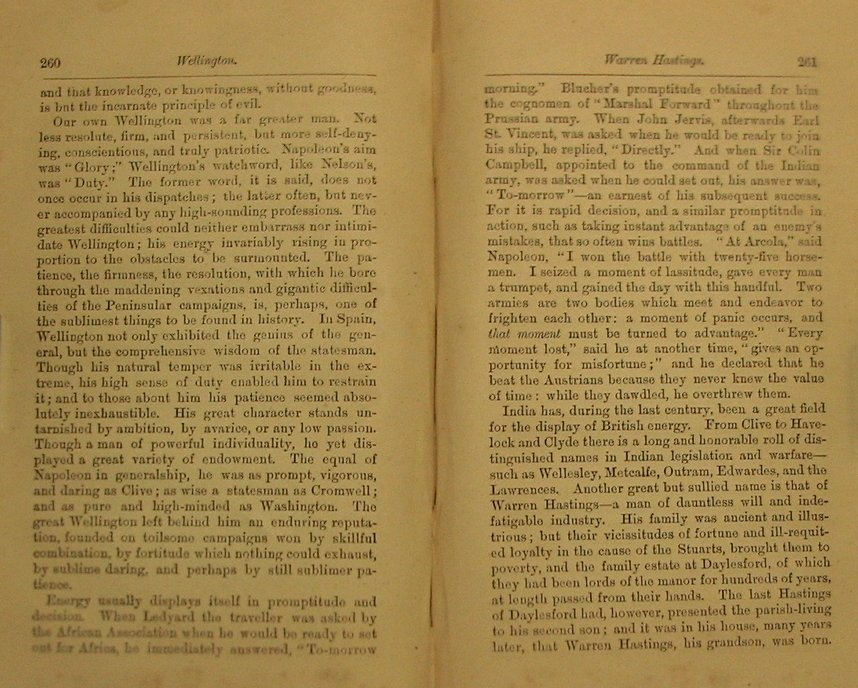 260 Wellington.
and that knowledge, or knowingness, without goodness,
is but the incarnate principle of evil.
Our own Wellington was a far greater man. Not
less resolute, firm, and persistent, but more self-deny-
ing, conscientious, and truly patriotic. Napoleon's aim
was "Glory;" Wellington's watchword, like Nelson's,
was "Duty." The former word, it is said, does not
once occur in his dispatches; the latter often, but nev-
er accompanied by any high-sounding professions. The
greatest difficulties could neither embarrass nor intimi-
date Wellington; his energy invariably rising in pro-
portion to the obstacles to be surmounted. The pa-
tience, the firmness, the resolution, with which he bore
through the maddening vexations and gigantic difficul-
ties of the Peninsular campaigns, is, perhaps, one of
the sublimest things to be found in history. In Spain,
Wellington not only exhibited the genius of the gen-
eral, but the comprehensive wisdom of the statesman.
Though his natural temper was irritable in the ex-
treme, his high sense of duty enabled him to restrain
it; and to those about him his patience seemed abso-
lutely inexhaustible. His great character stands un-
tarnished by ambition, by avarice, or any low passion.
Though a man of powerful individuality, he yet dis-
played a great variety of endowment. The equal of
Napoleon in generalship, he was as prompt, vigorous,
and daring as Clive; as wise a statesman as Cromwell;
and as pure and high-minded as Washington. The
great Wellington left behind him an enduring reputa-
tion, founded on toilsome campaigns won by skillful
combination, by fortitude which nothing could exhaust,
by sublime daring, and perhaps by still sublimer pa-
tience.
Energy usually displays itself in promptitude and
decision. When Ledyard the traveller was asked by
the African Association when he would be ready to set
out for Africa, he immediately answered, "To-morrow
Warren Hastings. 261
morning." Blucher's promptitude obtained for him
the cognomen of "Marshal Forward" throughout the
Prussian army. When John Jervis, afterwards Earl
St. Vincent, was asked when he would be ready to join
his ship, he replied, "Directly." And when Sir Colin
Campbell, appointed to the command of the Indian
army, was asked when he could set out, his answer was,
"To-morrow"—an earnest of his subsequent success.
For it is rapid decision, and a similar promptitude in
action, such as taking instant advantage of an enemy's
mistakes, that so often wins battles. "At Arcola," said
Napoleon, "I won the battle with twenty-five horse-
men. I seized a moment of lassitude, gave every man
a trumpet, and gained the day with this handful. Two
armies are two bodies which meet and endeavor to
frighten each other: a moment of panic occurs, and
that moment must be turned to advantage." "Every
moment lost," said he at another time, "gives an op-
portunity for misfortune;" and he declared that he
beat the Austrians because they never knew the value
of time: while they dawdled, he overthrew them.
India has, during the last century, been a great field
for the display of British energy. From Clive to Have-
lock and Clyde there is a long and honorable roll of dis-
tinguished names in Indian legislation and warfare—
such as Wellesley, Metcalfe, Outram, Edwardes, and the
Lawrences. Another great but sullied name is that of
Warren Hastings—a man of dauntless will and inde-
fatigable industry. His family was ancient and illus-
trious; but their vicissitudes of fortune and ill-requit-
ed loyalty in the cause of the Stuarts, brought them to
poverty, and the family estate at Daylesford, of which
they had been lords of the manor for hundreds of years,
at length passed from their hands. The last Hastings
of Daylesford had, however, presented the parish-living
to his second son; and it was in his house, many years
later, that Warren Hastings, his grandson, was born.